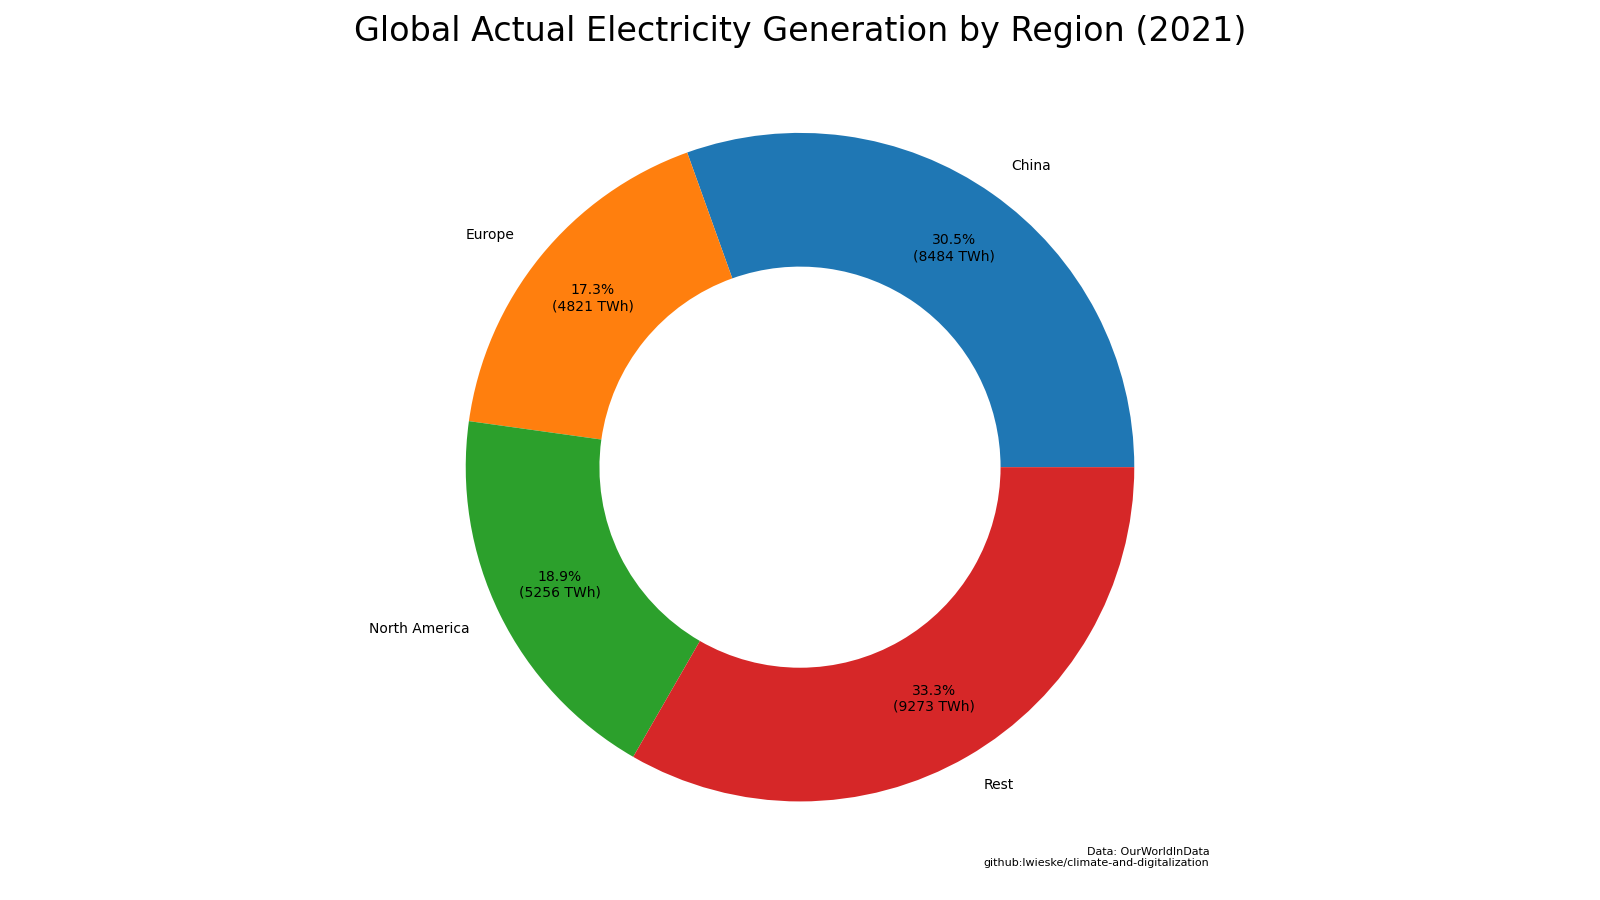 Global Actual Electricity Generation by Region (2021)
China
30.5%
(8484 TWh)
Europe
17.3%
(4821 TWh)
18.9%
(5256 TWh)
North America
33.3%
(9273 TWh)
Rest
Data: OurWorldInData
github:lwieske/climate-and-digitalization